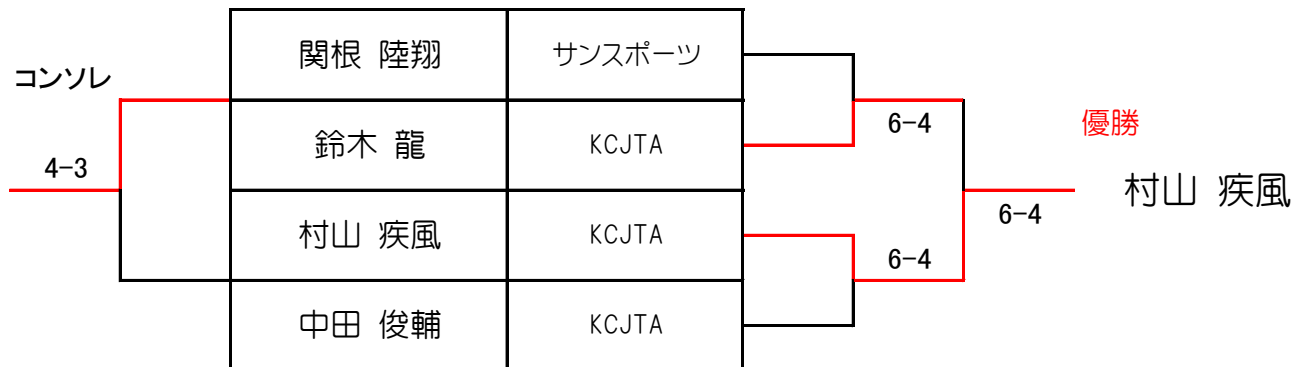 関根 陸翔 サンスポーツ
コンソレ
6-4 優勝
鈴木 龍 KCJTA
4-3
村山 疾風
6-4
村山 疾風 KCJTA
6-4
中田 俊輔 KCJTA